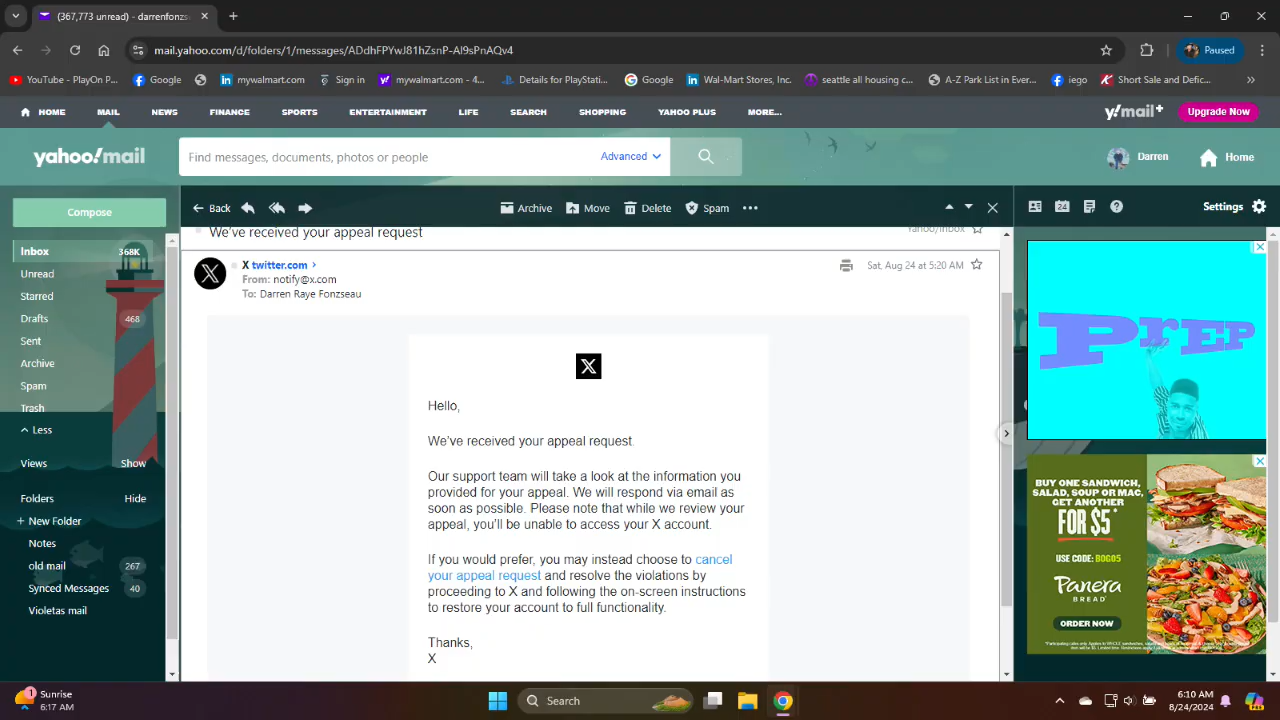 (367,773 unread) - darrenfonzs
mail.yahoo.com/d/folders/1/messages/ADdhFPYwJ81hZsnP-AI9sPnAQv4
Paused
YouTube - PlayOn P...
Google
mywalmart.com
Sign in
mywalmart.com - 4...
Details for PlayStati...
Google
Wal-Mart Stores, Inc.
seattle all housing c...
A-Z Park List in Ever...
iego
Short Sale and Defic...
HOME
MAIL
NEWS
FINANCE
SPORTS
ENTERTAINMENT
LIFE
SEARCH
SHOPPING
YAHOO PLUS
MORE...
y!mail+
Upgrade Now
yahoo!mail
Find messages, documents, photos or people
Advanced
Darren
Home
Compose
Back
Archive
Move
Delete
Spam
24
Settings
Inbox
368K
Unread
Starred
Drafts
468
Sent
Archive
Spam
Trash
Less
Views
Show
Folders
Hide
New Folder
Notes
old mail
267
Synced Messages
40
Violetas mail
We've received your appeal request
Yahoo/Inbox
X twitter.com
From: notify@x.com
To: Darren Raye Fonzseau
Sat, Aug 24 at 5:20 AM
Hello,
We've received your appeal request.
Our support team will take a look at the information you
provided for your appeal. We will respond via email as
soon as possible. Please note that while we review your
appeal, you'll be unable to access your X account.
If you would prefer, you may instead choose to cancel
your appeal request and resolve the violations by
proceeding to X and following the on-screen instructions
to restore your account to full functionality.
Thanks,
X
PrEP
BUY ONE SANDWICH,
SALAD, SOUP OR MAC,
GET ANOTHER
FOR $5*
USE CODE: BOGO5
Panera
BREAD
ORDER NOW
1
Sunrise
6:17 AM
Search
6:10 AM
8/24/2024